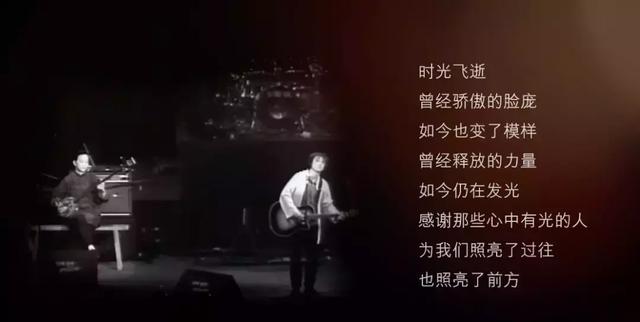 时光飞逝
曾经骄傲的脸庞
如今也变了模样
曾经释放的力量
如今仍在发光
感谢那些心中有光的人
为我们照亮了过往
也照亮了前方